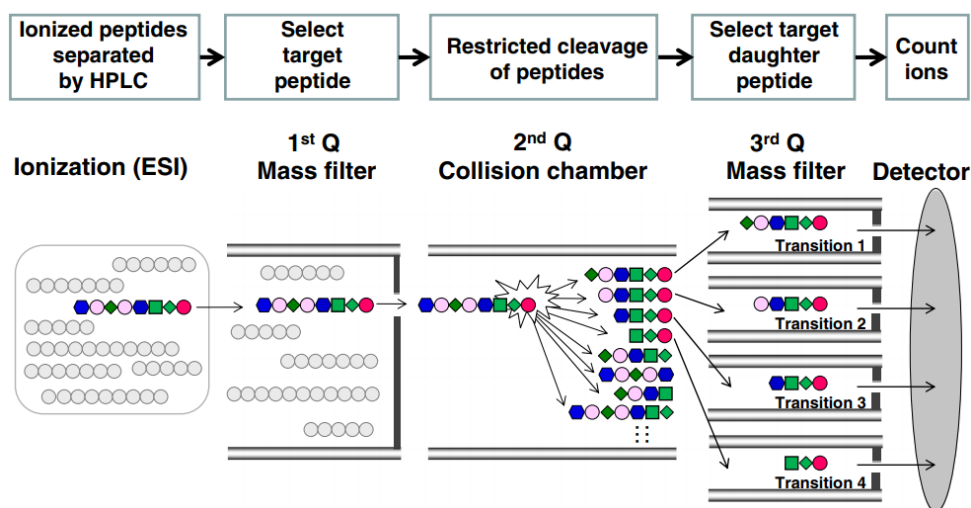 Ionized peptides
separated
by HPLC
Select
target
peptide
Restricted cleavage
of peptides
Select target
daughter
peptide
Count
ions
Ionization (ESI)
1st Q
Mass filter
2nd Q
Collision chamber
3rd Q
Mass filter
Detector
Transition 1
Transition 2
Transition 3
Transition 4